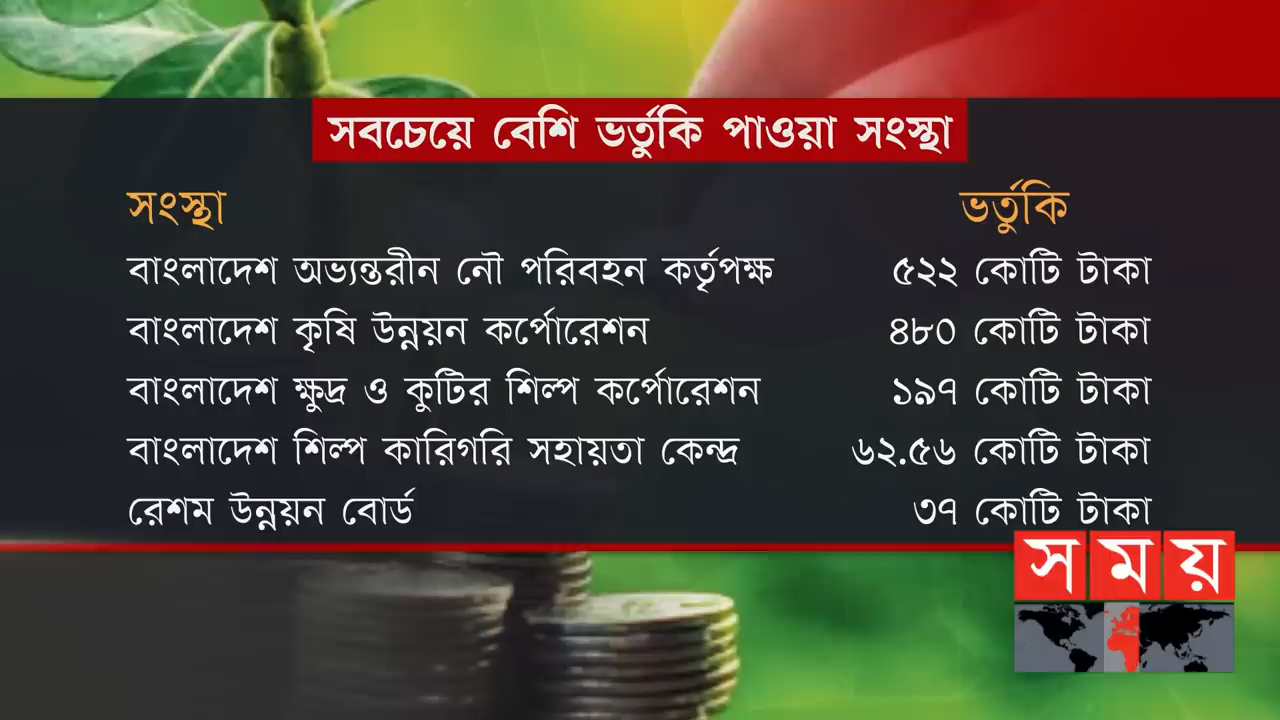 সবচেয়ে বেশি ভর্তুকি পাওয়া সংস্থা
সংস্থা ভর্তুকি
বাংলাদেশ অভ্যন্তরীন নৌ পরিবহন কর্তৃপক্ষ ৫২২ কোটি টাকা
বাংলাদেশ কৃষি উন্নয়ন কর্পোরেশন ৪৮০ কোটি টাকা
বাংলাদেশ ক্ষুদ্র ও কুটির শিল্প কর্পোরেশন ১৯৭ কোটি টাকা
বাংলাদেশ শিল্প কারিগরি সহায়তা কেন্দ্র ৬২.৫৬ কোটি টাকা
রেশম উন্নয়ন বোর্ড ৩৭ কোটি টাকা
সময়